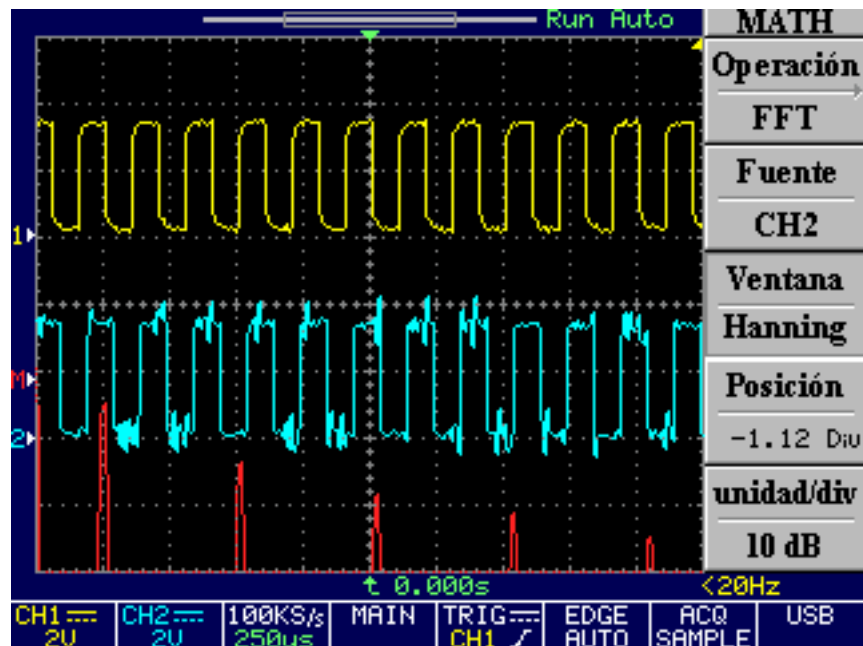 Run Auto
MATH
Operación
FFT
Fuente
CH2
Ventana
Hanning
Posición
-1.12 Div
unidad/div
10 dB
1
M
2
0.000s
<20Hz
CH1 CH2 100KS/s MAIN TRIG EDGE ACQ USB
2V 2V 250us CH1 AUTO SAMPLE